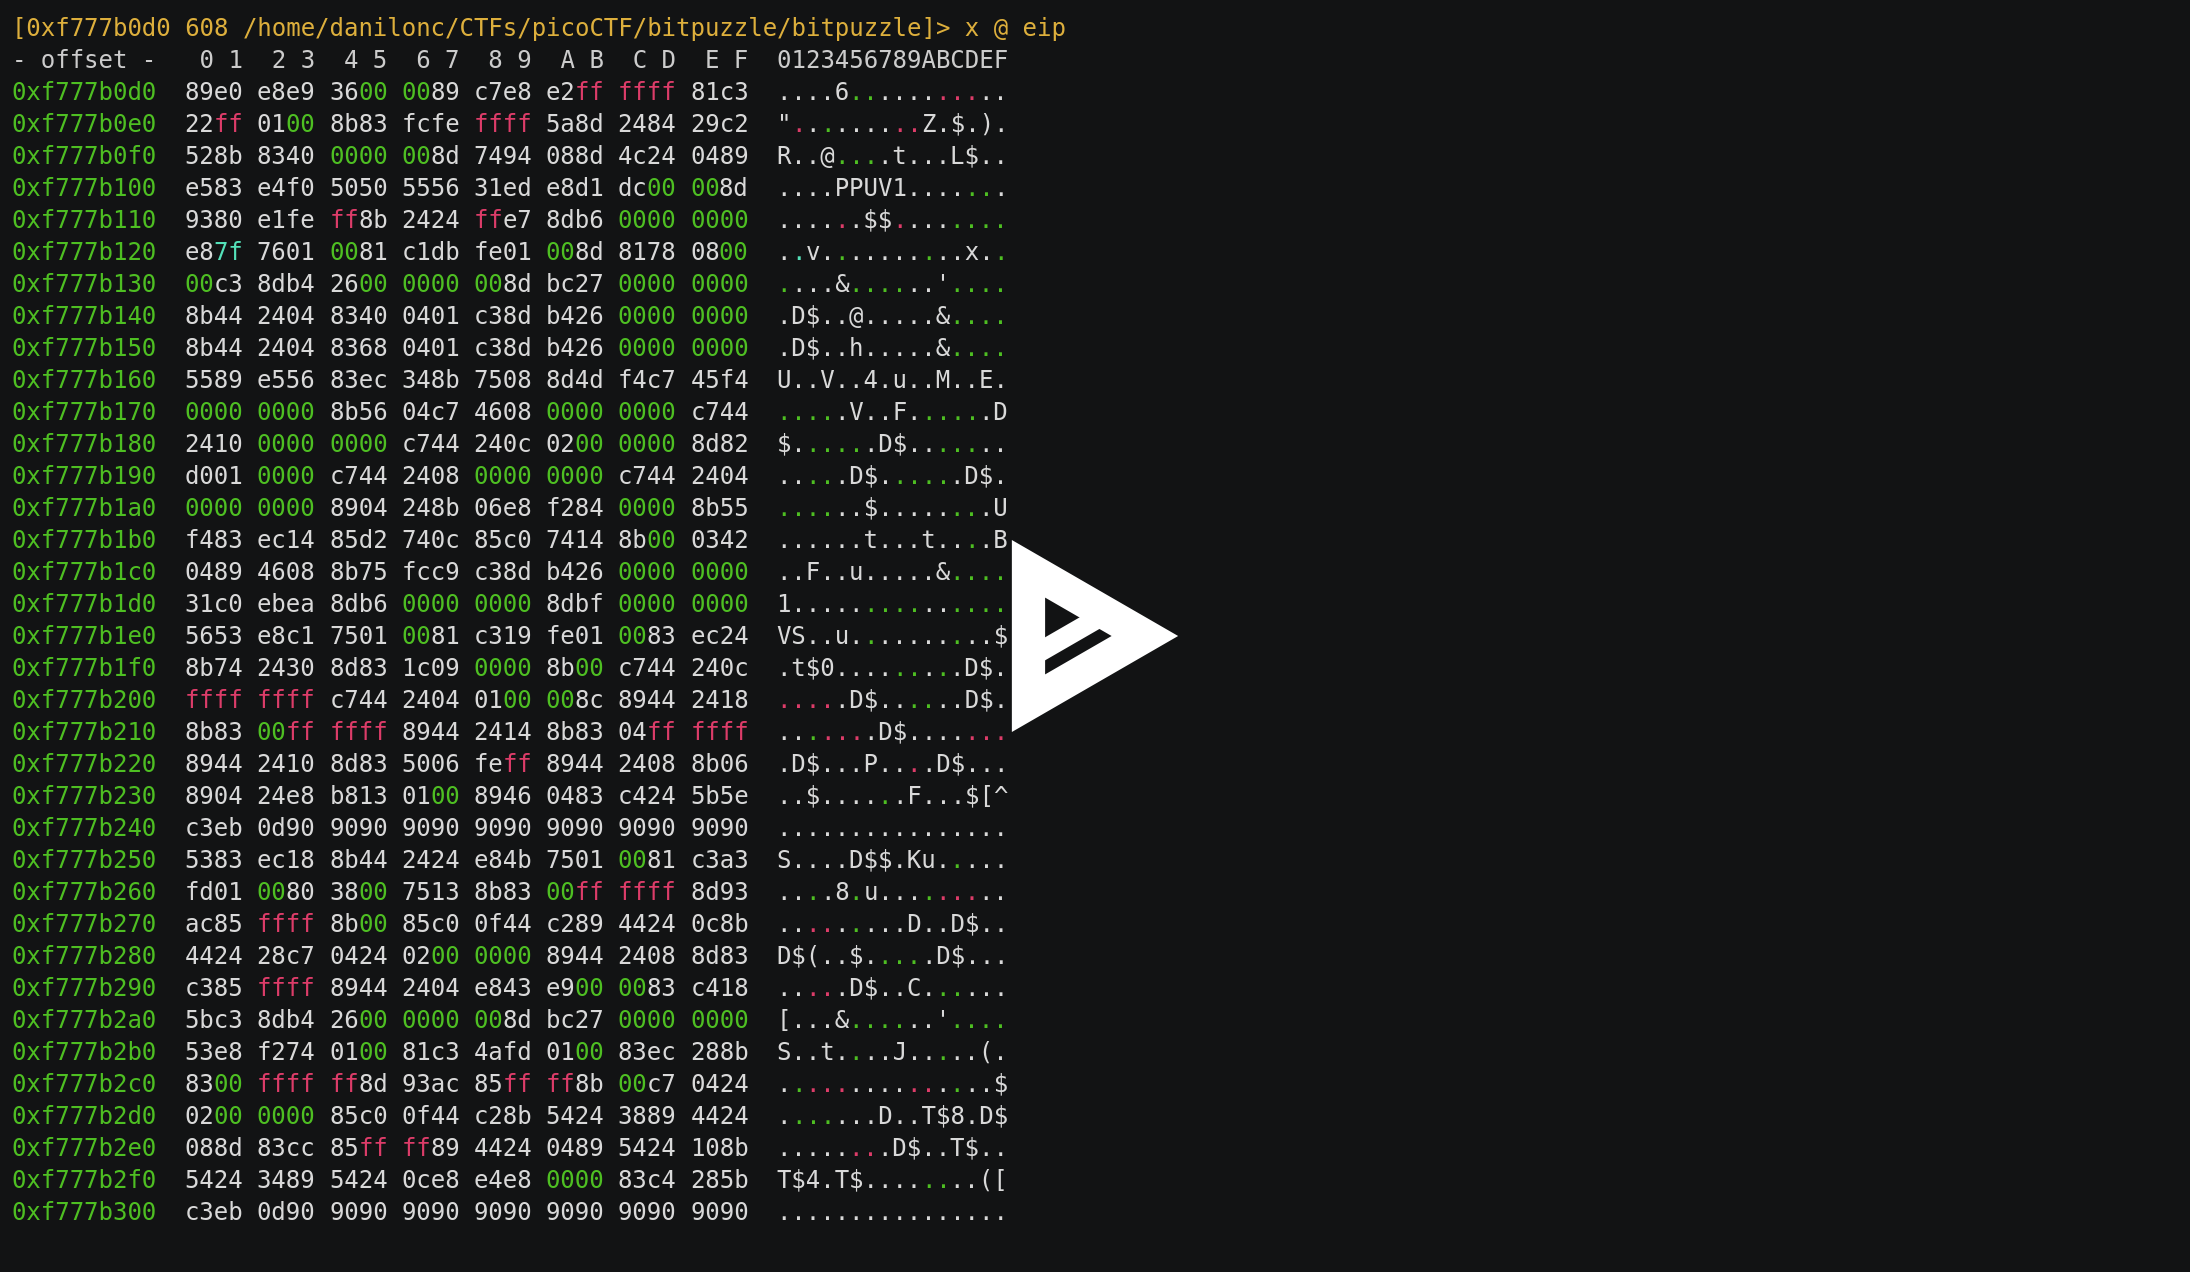 [0xf777b0d0 608 /home/danilonc/CTFs/picoCTF/bitpuzzle/bitpuzzle]> x @ eip
- offset -   0 1  2 3  4 5  6 7  8 9  A B  C D  E F  0123456789ABCDEF
0xf777b0d0  89e0 e8e9 3600 0089 c7e8 e2ff ffff 81c3  ....6...........
0xf777b0e0  22ff 0100 8b83 fcfe ffff 5a8d 2484 29c2  ".........Z.$.).
0xf777b0f0  528b 8340 0000 008d 7494 088d 4c24 0489  R..@....t...L$..
0xf777b100  e583 e4f0 5050 5556 31ed e8d1 dc00 008d  ....PPUV1.......
0xf777b110  9380 e1fe ff8b 2424 ffe7 8db6 0000 0000  ......$$........
0xf777b120  e87f 7601 0081 c1db fe01 008d 8178 0800  ..v..........x..
0xf777b130  00c3 8db4 2600 0000 008d bc27 0000 0000  ....&......'....
0xf777b140  8b44 2404 8340 0401 c38d b426 0000 0000  .D$..@.....&....
0xf777b150  8b44 2404 8368 0401 c38d b426 0000 0000  .D$..h.....&....
0xf777b160  5589 e556 83ec 348b 7508 8d4d f4c7 45f4  U..V..4.u..M..E.
0xf777b170  0000 0000 8b56 04c7 4608 0000 0000 c744  .....V..F......D
0xf777b180  2410 0000 0000 c744 240c 0200 0000 8d82  $......D$.......
0xf777b190  d001 0000 c744 2408 0000 0000 c744 2404  .....D$......D$.
0xf777b1a0  0000 0000 8904 248b 06e8 f284 0000 8b55  ......$........U
0xf777b1b0  f483 ec14 85d2 740c 85c0 7414 8b00 0342  ......t...t....B
0xf777b1c0  0489 4608 8b75 fcc9 c38d b426 0000 0000  ..F..u.....&....
0xf777b1d0  31c0 ebea 8db6 0000 0000 8dbf 0000 0000  1...............
0xf777b1e0  5653 e8c1 7501 0081 c319 fe01 0083 ec24  VS..u..........$
0xf777b1f0  8b74 2430 8d83 1c09 0000 8b00 c744 240c  .t$0.........D$.
0xf777b200  ffff ffff c744 2404 0100 008c 8944 2418  .....D$......D$.
0xf777b210  8b83 00ff ffff 8944 2414 8b83 04ff ffff  .......D$.......
0xf777b220  8944 2410 8d83 5006 feff 8944 2408 8b06  .D$...P....D$...
0xf777b230  8904 24e8 b813 0100 8946 0483 c424 5b5e  ..$......F...$[^
0xf777b240  c3eb 0d90 9090 9090 9090 9090 9090 9090  ................
0xf777b250  5383 ec18 8b44 2424 e84b 7501 0081 c3a3  S....D$$.Ku.....
0xf777b260  fd01 0080 3800 7513 8b83 00ff ffff 8d93  ....8.u.........
0xf777b270  ac85 ffff 8b00 85c0 0f44 c289 4424 0c8b  .........D..D$..
0xf777b280  4424 28c7 0424 0200 0000 8944 2408 8d83  D$(..$.....D$...
0xf777b290  c385 ffff 8944 2404 e843 e900 0083 c418  .....D$..C......
0xf777b2a0  5bc3 8db4 2600 0000 008d bc27 0000 0000  [...&......'....
0xf777b2b0  53e8 f274 0100 81c3 4afd 0100 83ec 288b  S..t....J.....(.
0xf777b2c0  8300 ffff ff8d 93ac 85ff ff8b 00c7 0424  ...............$
0xf777b2d0  0200 0000 85c0 0f44 c28b 5424 3889 4424  .......D..T$8.D$
0xf777b2e0  088d 83cc 85ff ff89 4424 0489 5424 108b  ........D$..T$..
0xf777b2f0  5424 3489 5424 0ce8 e4e8 0000 83c4 285b  T$4.T$........([
0xf777b300  c3eb 0d90 9090 9090 9090 9090 9090 9090  ................